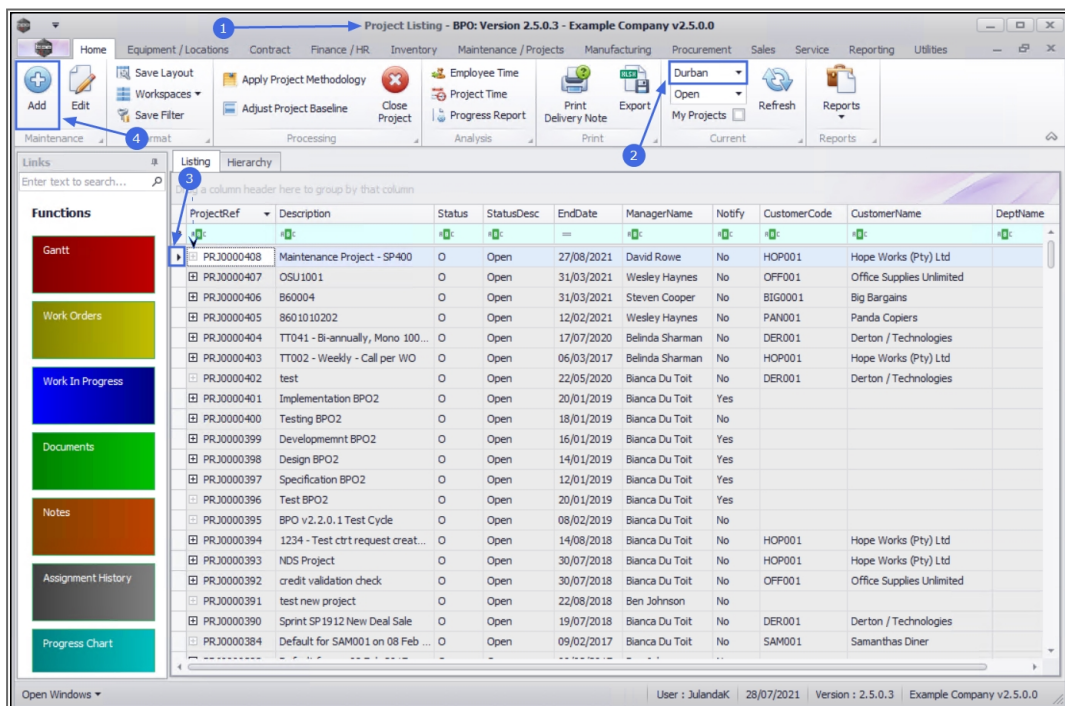 1
Project Listing - BPO: Version 2.5.0.3 - Example Company v2.5.0.0
Home Equipment / Locations Contract Finance / HR Inventory Maintenance / Projects Manufacturing Procurement Sales Service Reporting Utilities
Add
Edit
Save Layout
Workspaces
Save Filter
Apply Project Methodology
Adjust Project Baseline
Close
Project
Employee Time
Project Time
Progress Report
Print
Delivery Note
Export
Durban
Open
My Projects
Refresh
Reports
4
2
Maintenance Processing Analysis Print Current Reports
Links
Enter text to search...
Functions
Gantt
Work Orders
Work In Progress
Documents
Notes
Assignment History
Progress Chart
Listing Hierarchy
3
a column header here to group by that column
ProjectRef Description Status StatusDesc EndDate ManagerName Notify CustomerCode CustomerName DeptName
PRJ0000408 Maintenance Project - SP400 O Open 27/08/2021 David Rowe No HOP001 Hope Works (Pty) Ltd
PRJ0000407 OSU1001 O Open 31/03/2021 Wesley Haynes No OFF001 Office Supplies Unlimited
PRJ0000406 B60004 O Open 31/03/2021 Steven Cooper No BIG0001 Big Bargains
PRJ0000405 8601010202 O Open 12/02/2021 Wesley Haynes No PAN001 Panda Copiers
PRJ0000404 TT041 - Bi-annually, Mono 100... O Open 17/07/2020 Belinda Sharman No DER001 Derton / Technologies
PRJ0000403 TT002 - Weekly - Call per WO O Open 06/03/2017 Belinda Sharman No HOP001 Hope Works (Pty) Ltd
PRJ0000402 test O Open 22/05/2020 Bianca Du Toit No DER001 Derton / Technologies
PRJ0000401 Implementation BPO2 O Open 20/01/2019 Bianca Du Toit Yes
PRJ0000400 Testing BPO2 O Open 18/01/2019 Bianca Du Toit No
PRJ0000399 Developmemnt BPO2 O Open 16/01/2019 Bianca Du Toit Yes
PRJ0000398 Design BPO2 O Open 14/01/2019 Bianca Du Toit Yes
PRJ0000397 Specification BPO2 O Open 12/01/2019 Bianca Du Toit Yes
PRJ0000396 Test BPO2 O Open 20/01/2019 Bianca Du Toit Yes
PRJ0000395 BPO v2.2.0.1 Test Cycle O Open 08/02/2019 Bianca Du Toit No
PRJ0000394 1234 - Test ctrt request creat... O Open 14/08/2018 Bianca Du Toit No HOP001 Hope Works (Pty) Ltd
PRJ0000393 NDS Project O Open 30/07/2018 Bianca Du Toit No HOP001 Hope Works (Pty) Ltd
PRJ0000392 credit validation check O Open 30/07/2018 Bianca Du Toit No OFF001 Office Supplies Unlimited
PRJ0000391 test new project O Open 22/08/2018 Ben Johnson No
PRJ0000390 Sprint SP1912 New Deal Sale O Open 19/07/2018 Bianca Du Toit No DER001 Derton / Technologies
PRJ0000384 Default for SAM001 on 08 Feb ... O Open 09/02/2017 Bianca Du Toit No SAM001 Samanthas Diner
Open Windows
User : JulandaK 28/07/2021 Version : 2.5.0.3 Example Company v2.5.0.0